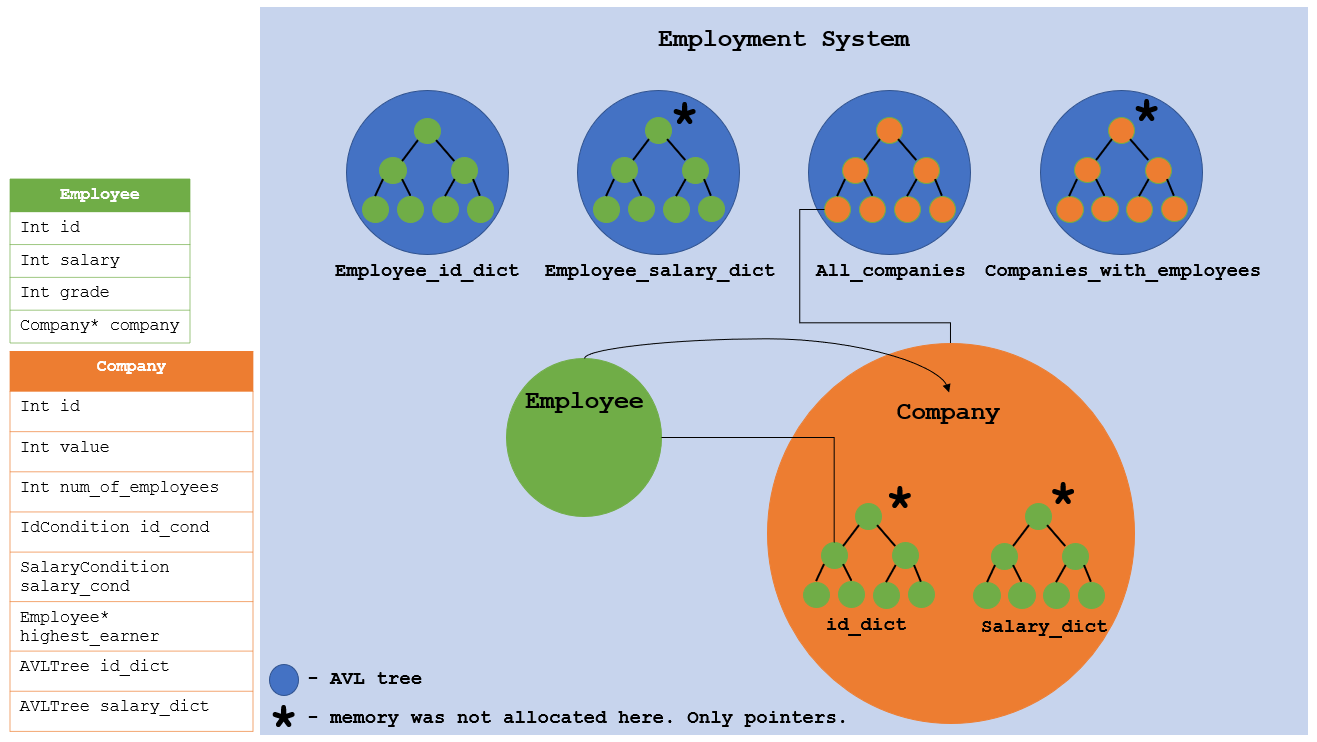 Employment System
Employee_id_dict
Employee_salary_dict
All_companies
Companies_with_employees
Employee
Int id
Int salary
Int grade
Company* company
Company
Int id
Int value
Int num_of_employees
IdCondition id_cond
SalaryCondition
salary_cond
Employee*
highest_earner
AVLTree id_dict
AVLTree salary_dict
Employee
Company
*
*
*
*
id_dict
Salary_dict
- AVL tree
* - memory was not allocated here. Only pointers.